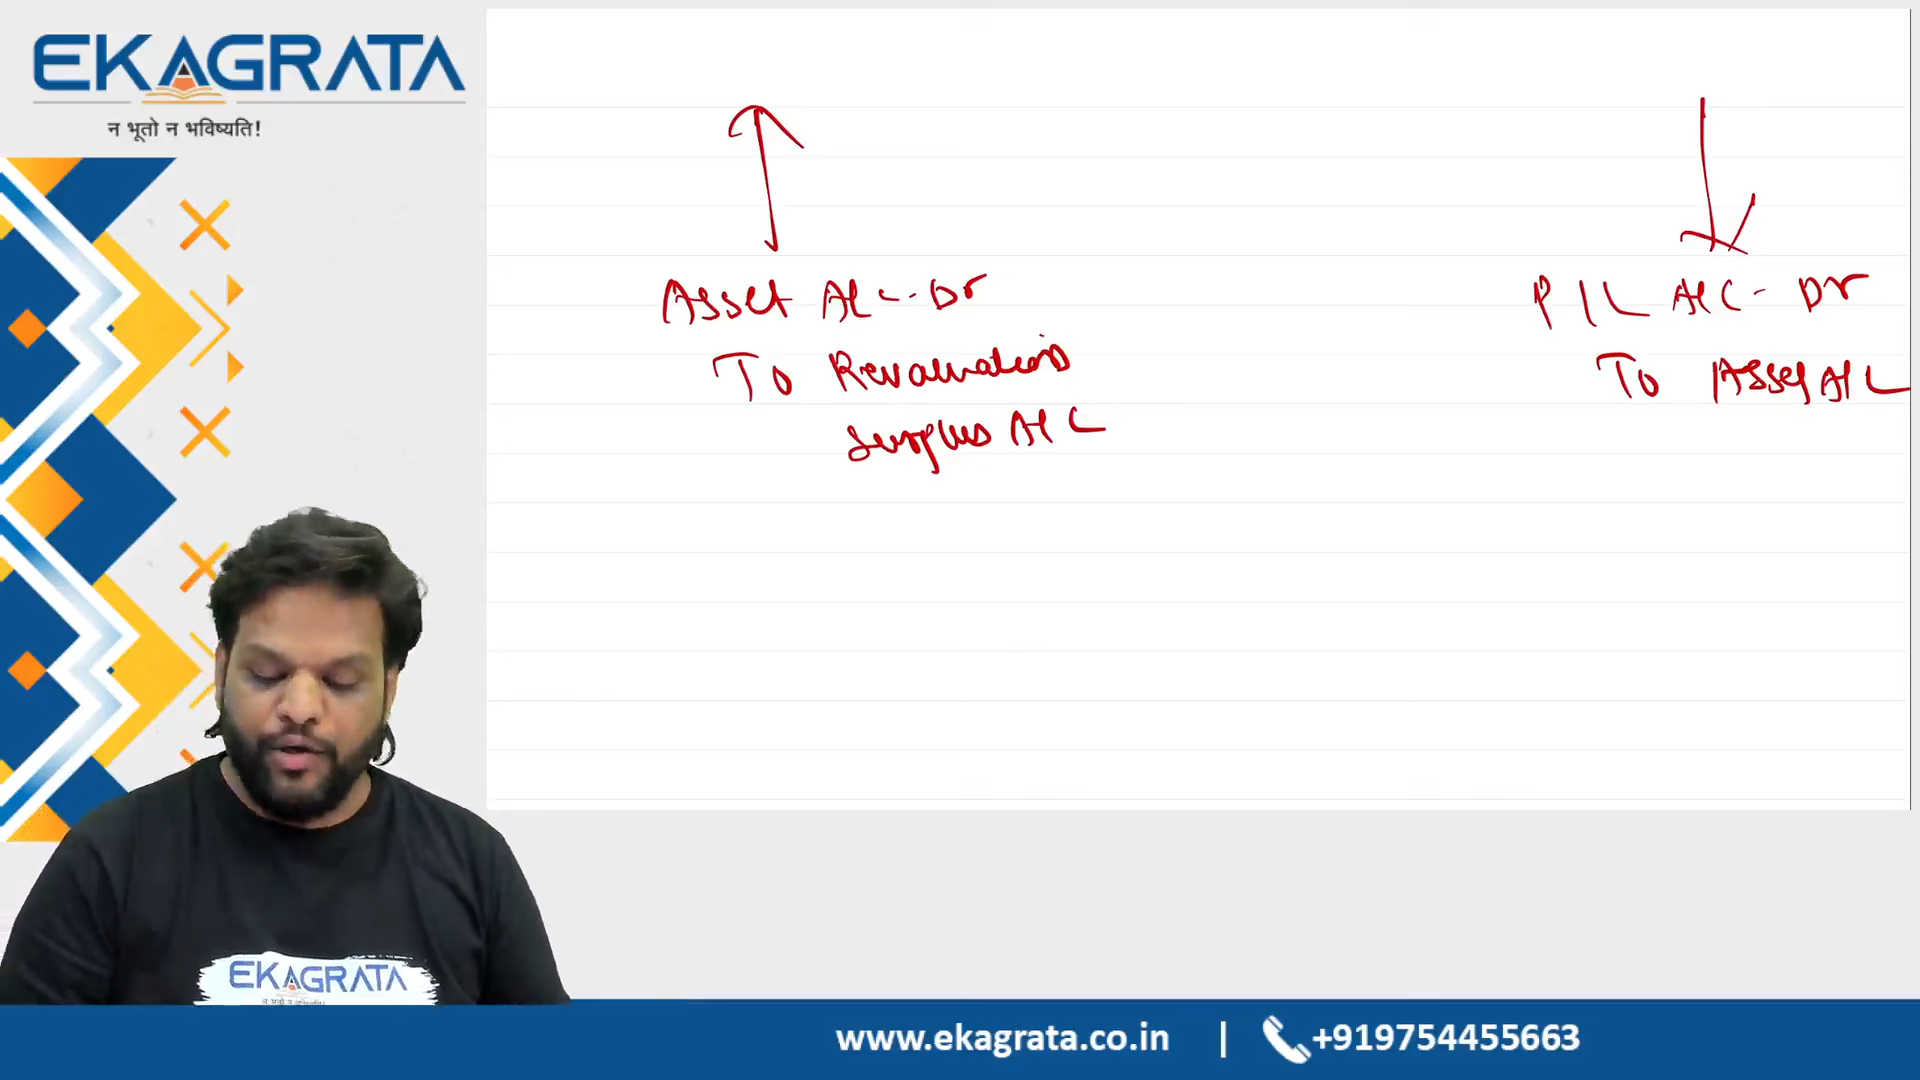 EKAGRATA
न भूतो न भविष्यति!
Asset A/C-Dr
To Revaluation
Surplus A/C
P/L A/C-Dr
To Asset A/C
EKAGRATA
www.ekagrata.co.in | +919754455663